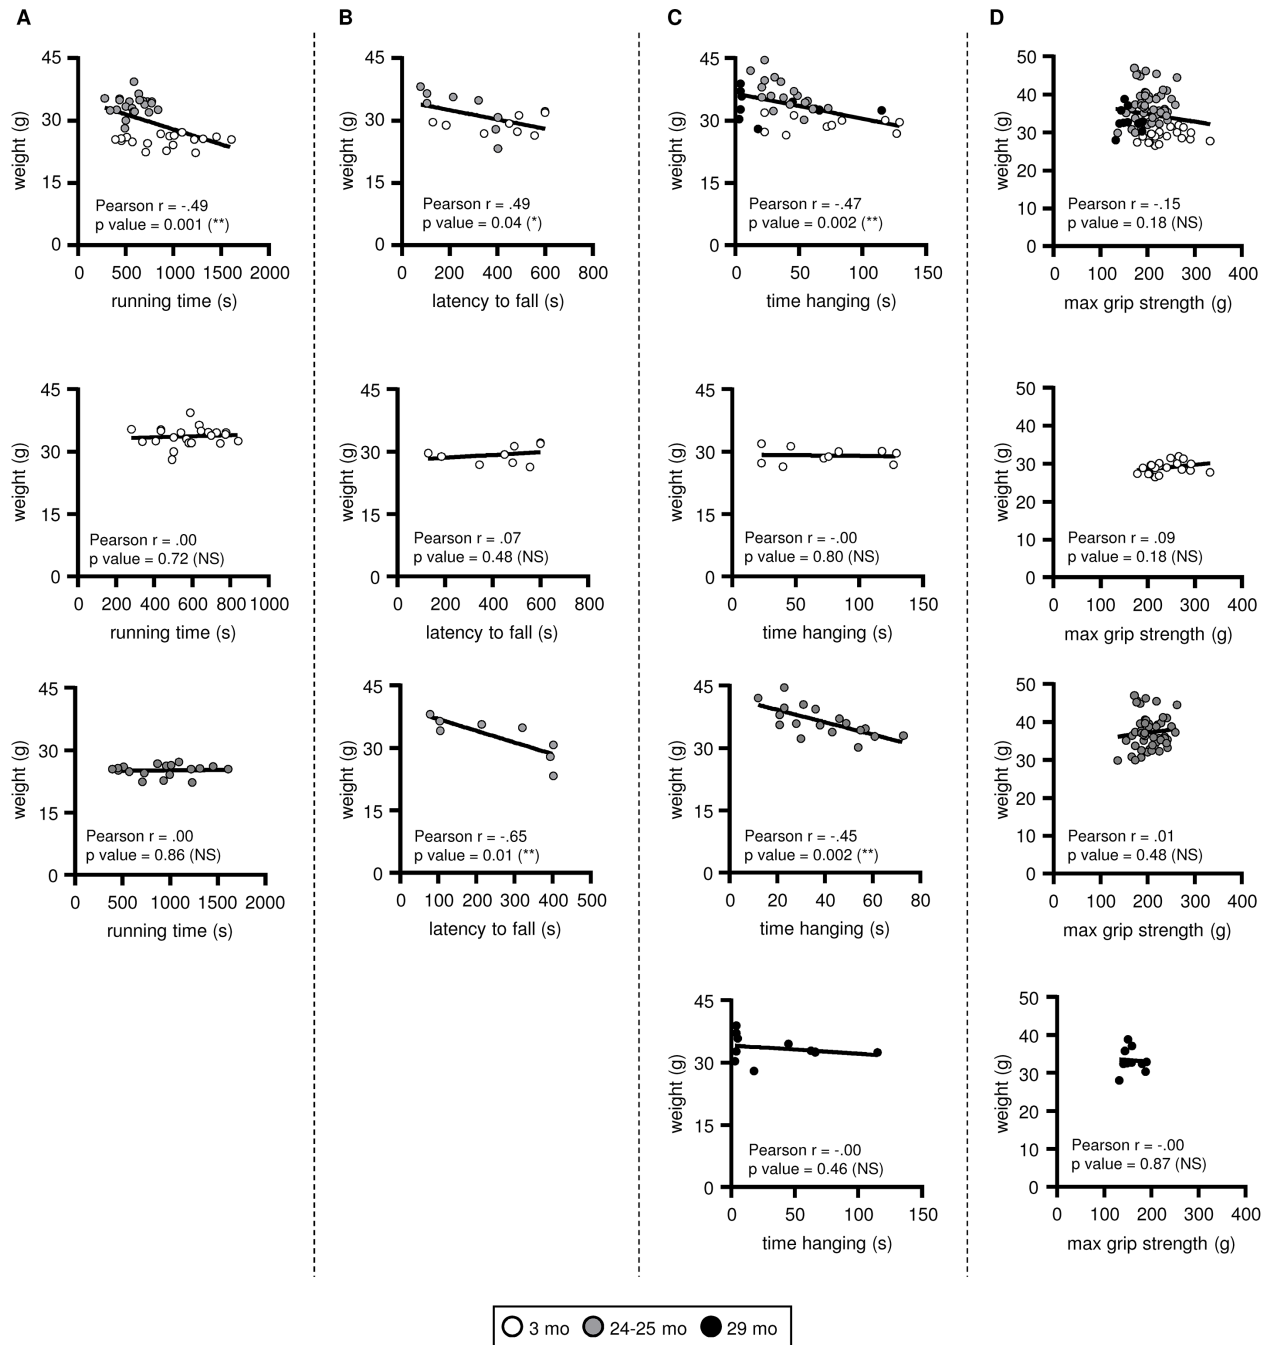 A
B
C
D
45
30
15
0
weight (g)
Pearson r = -.49
p value = 0.001 (**)
0
500
1000
1500
2000
running time (s)
45
30
15
0
weight (g)
Pearson r = .49
p value = 0.04 (*)
0
200
400
600
800
latency to fall (s)
45
30
15
0
weight (g)
Pearson r = -.47
p value = 0.002 (**)
0
50
100
150
time hanging (s)
50
40
30
20
10
0
weight (g)
Pearson r = -.15
p value = 0.18 (NS)
0
100
200
300
400
max grip strength (g)
45
30
15
0
weight (g)
Pearson r = .00
p value = 0.72 (NS)
0
200
400
600
800
1000
running time (s)
45
30
15
0
weight (g)
Pearson r = .07
p value = 0.48 (NS)
0
200
400
600
800
latency to fall (s)
45
30
15
0
weight (g)
Pearson r = -.00
p value = 0.80 (NS)
0
50
100
150
time hanging (s)
50
40
30
20
10
0
weight (g)
Pearson r = .09
p value = 0.18 (NS)
0
100
200
300
400
max grip strength (g)
45
30
15
0
weight (g)
Pearson r = .00
p value = 0.86 (NS)
0
500
1000
1500
2000
running time (s)
45
30
15
0
weight (g)
Pearson r = -.65
p value = 0.01 (**)
0
100
200
300
400
500
latency to fall (s)
45
30
15
0
weight (g)
Pearson r = -.45
p value = 0.002 (**)
0
20
40
60
80
time hanging (s)
50
40
30
20
10
0
weight (g)
Pearson r = .01
p value = 0.48 (NS)
0
100
200
300
400
max grip strength (g)
45
30
15
0
weight (g)
Pearson r = -.00
p value = 0.46 (NS)
0
50
100
150
time hanging (s)
50
40
30
20
10
0
weight (g)
Pearson r = -.00
p value = 0.87 (NS)
0
100
200
300
400
max grip strength (g)
3 mo
24-25 mo
29 mo